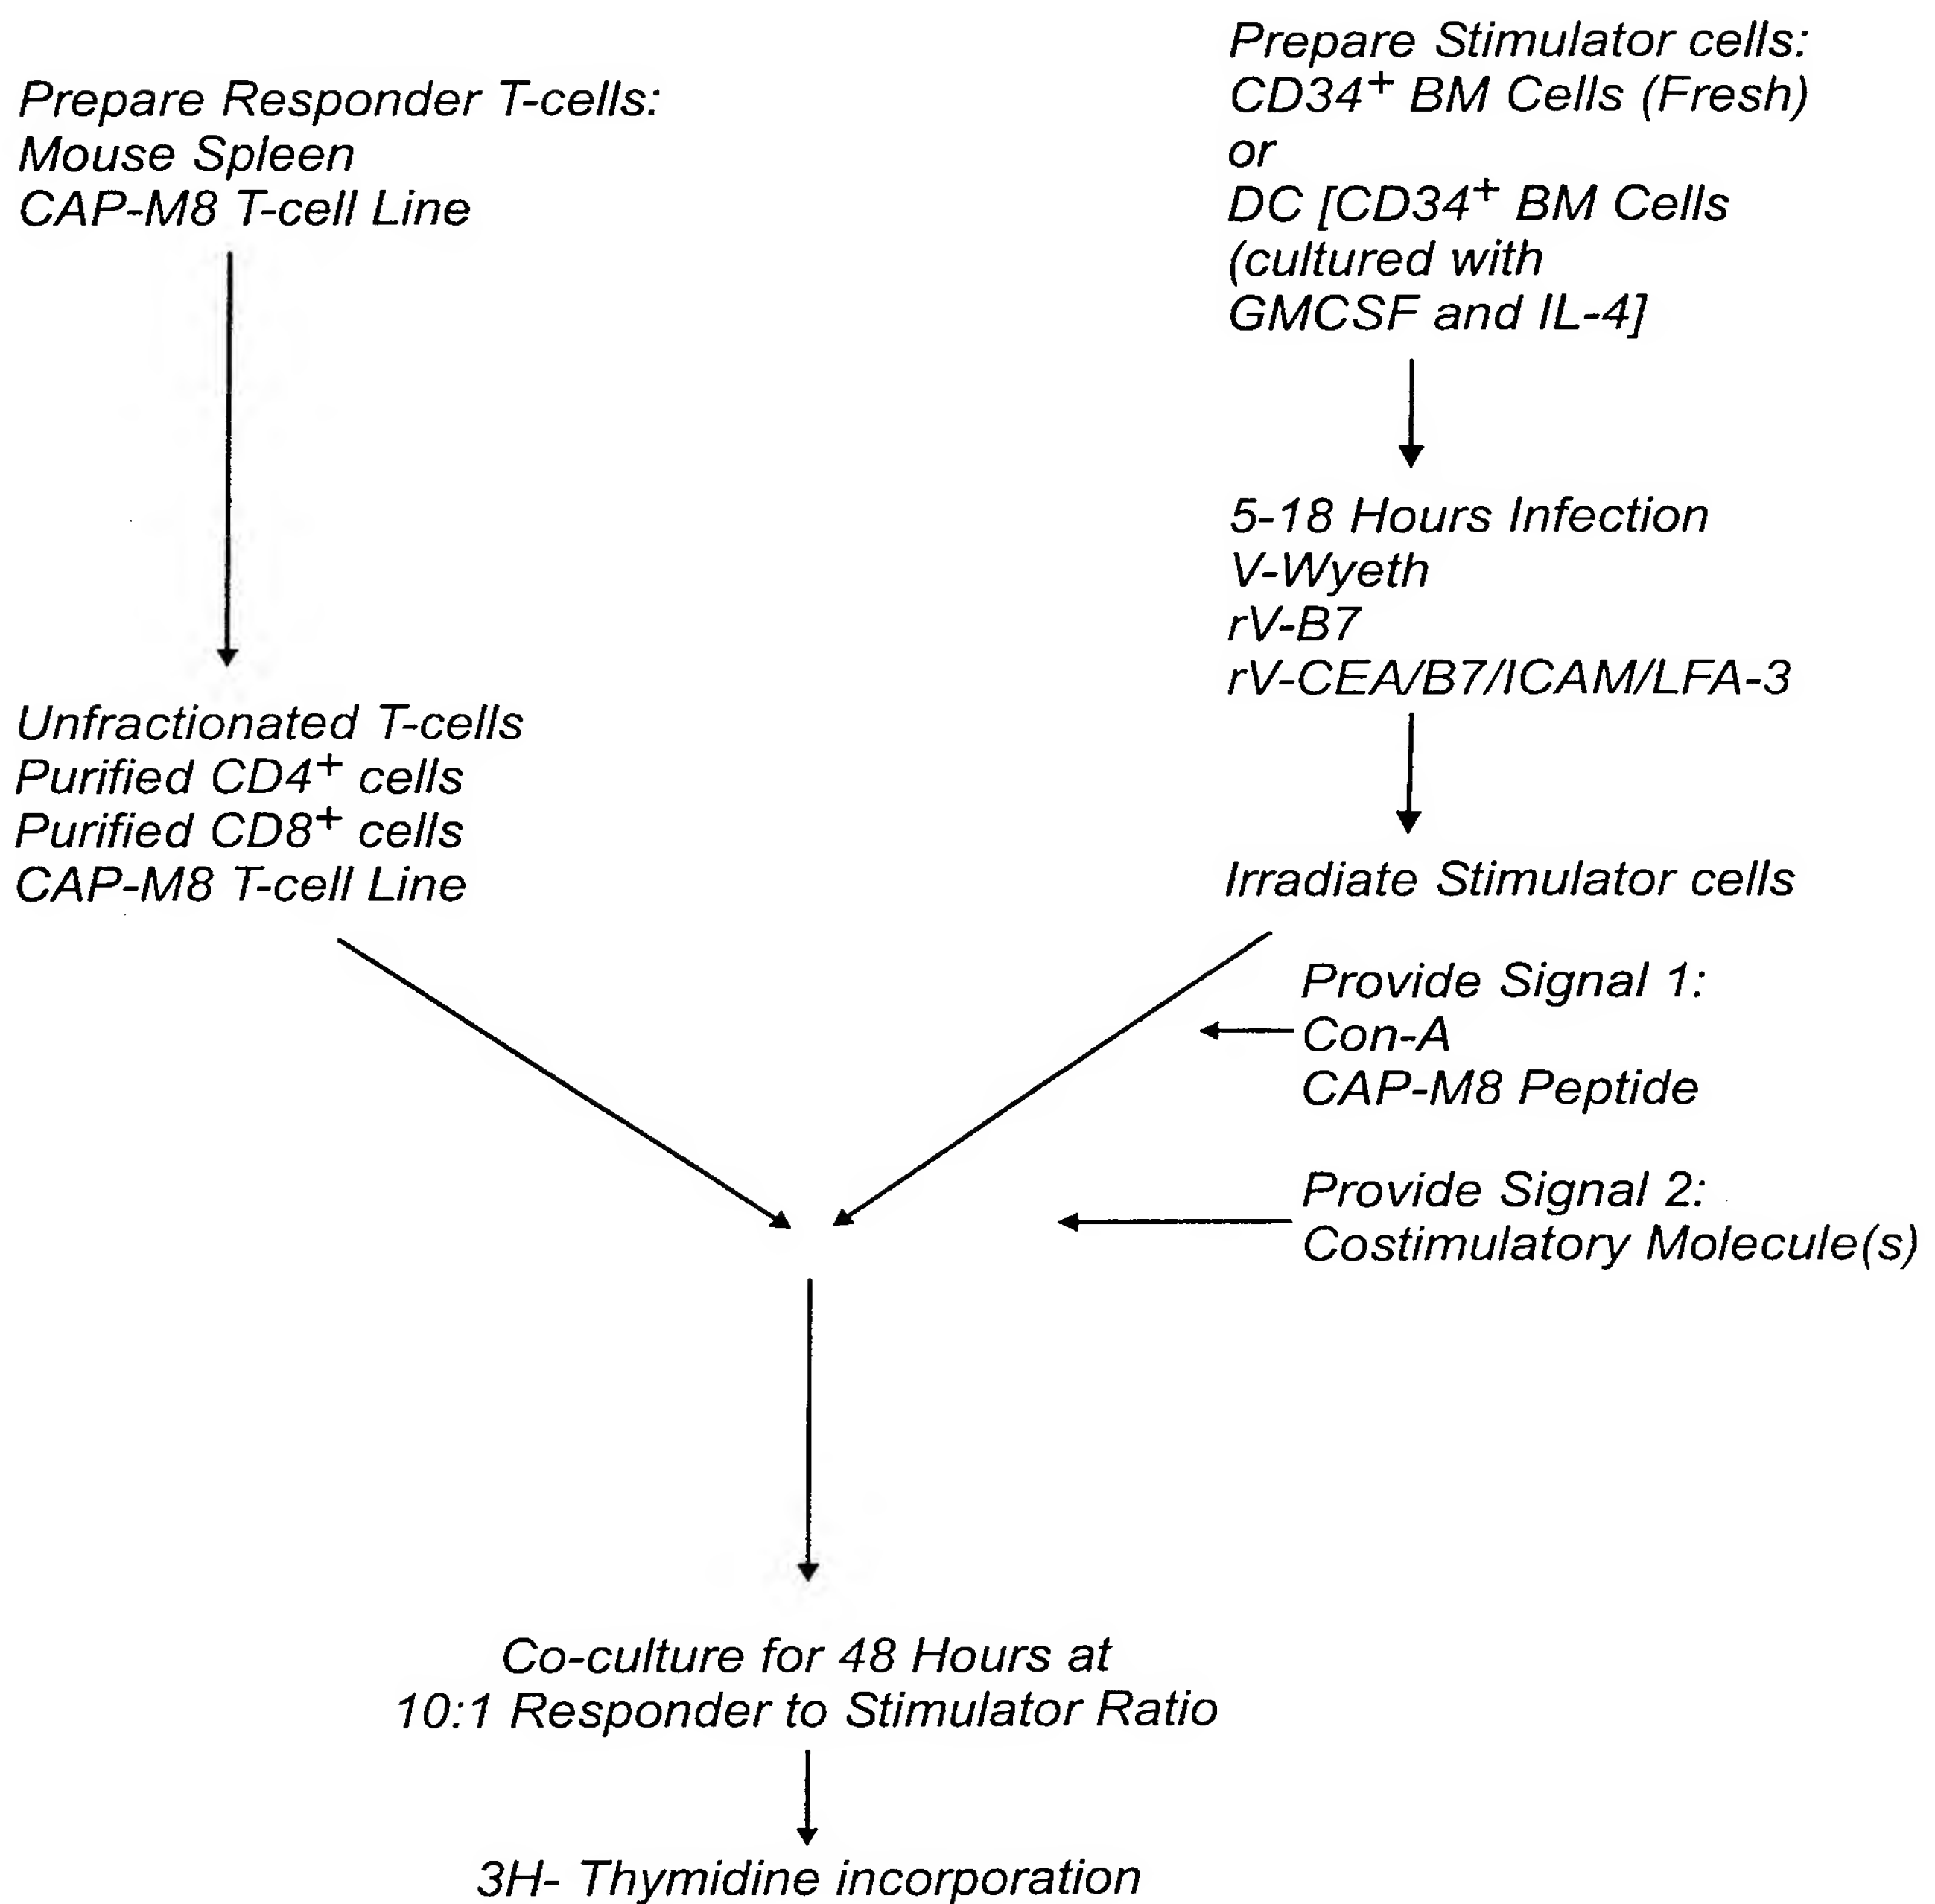 Prepare Responder T-cells:
Mouse Spleen
CAP-M8 T-cell Line
Unfractionated T-cells
Purified CD4+ cells
Purified CD8+ cells
CAP-M8 T-cell Line
Prepare Stimulator cells:
CD34+ BM Cells (Fresh)
or
DC [CD34+ BM Cells
(cultured with
GMCSF and IL-4]
5-18 Hours Infection
V-Wyeth
rV-B7
rV-CEA/B7/ICAM/LFA-3
Irradiate Stimulator cells
Provide Signal 1:
Con-A
CAP-M8 Peptide
Provide Signal 2:
Costimulatory Molecule(s)
Co-culture for 48 Hours at
10:1 Responder to Stimulator Ratio
3H- Thymidine incorporation